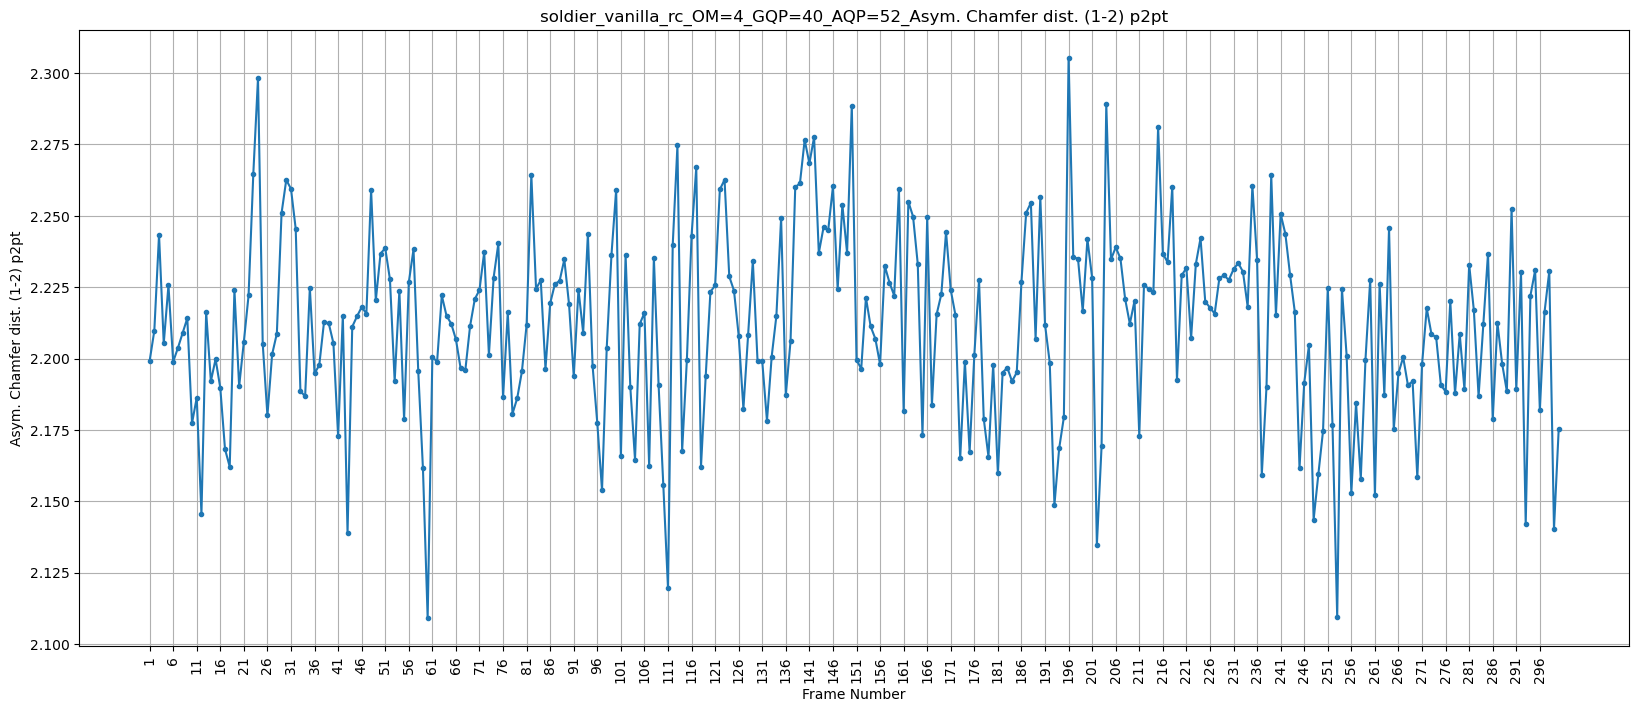 soldier_vanilla_rc_OM=4_GQP=40_AQP=52_Asym. Chamfer dist. (1-2) p2pt
Asym. Chamfer dist. (1-2) p2pt
2.300
2.275
2.250
2.225
2.200
2.175
2.150
2.125
2.100
1 6 11 16 21 26 31 36 41 46 51 56 61 66 71 76 81 86 91 96 101 106 111 116 121 126 131 136 141 146 151 156 161 166 171 176 181 186 191 196 201 206 211 216 221 226 231 236 241 246 251 256 261 266 271 276 281 286 291 296
Frame Number